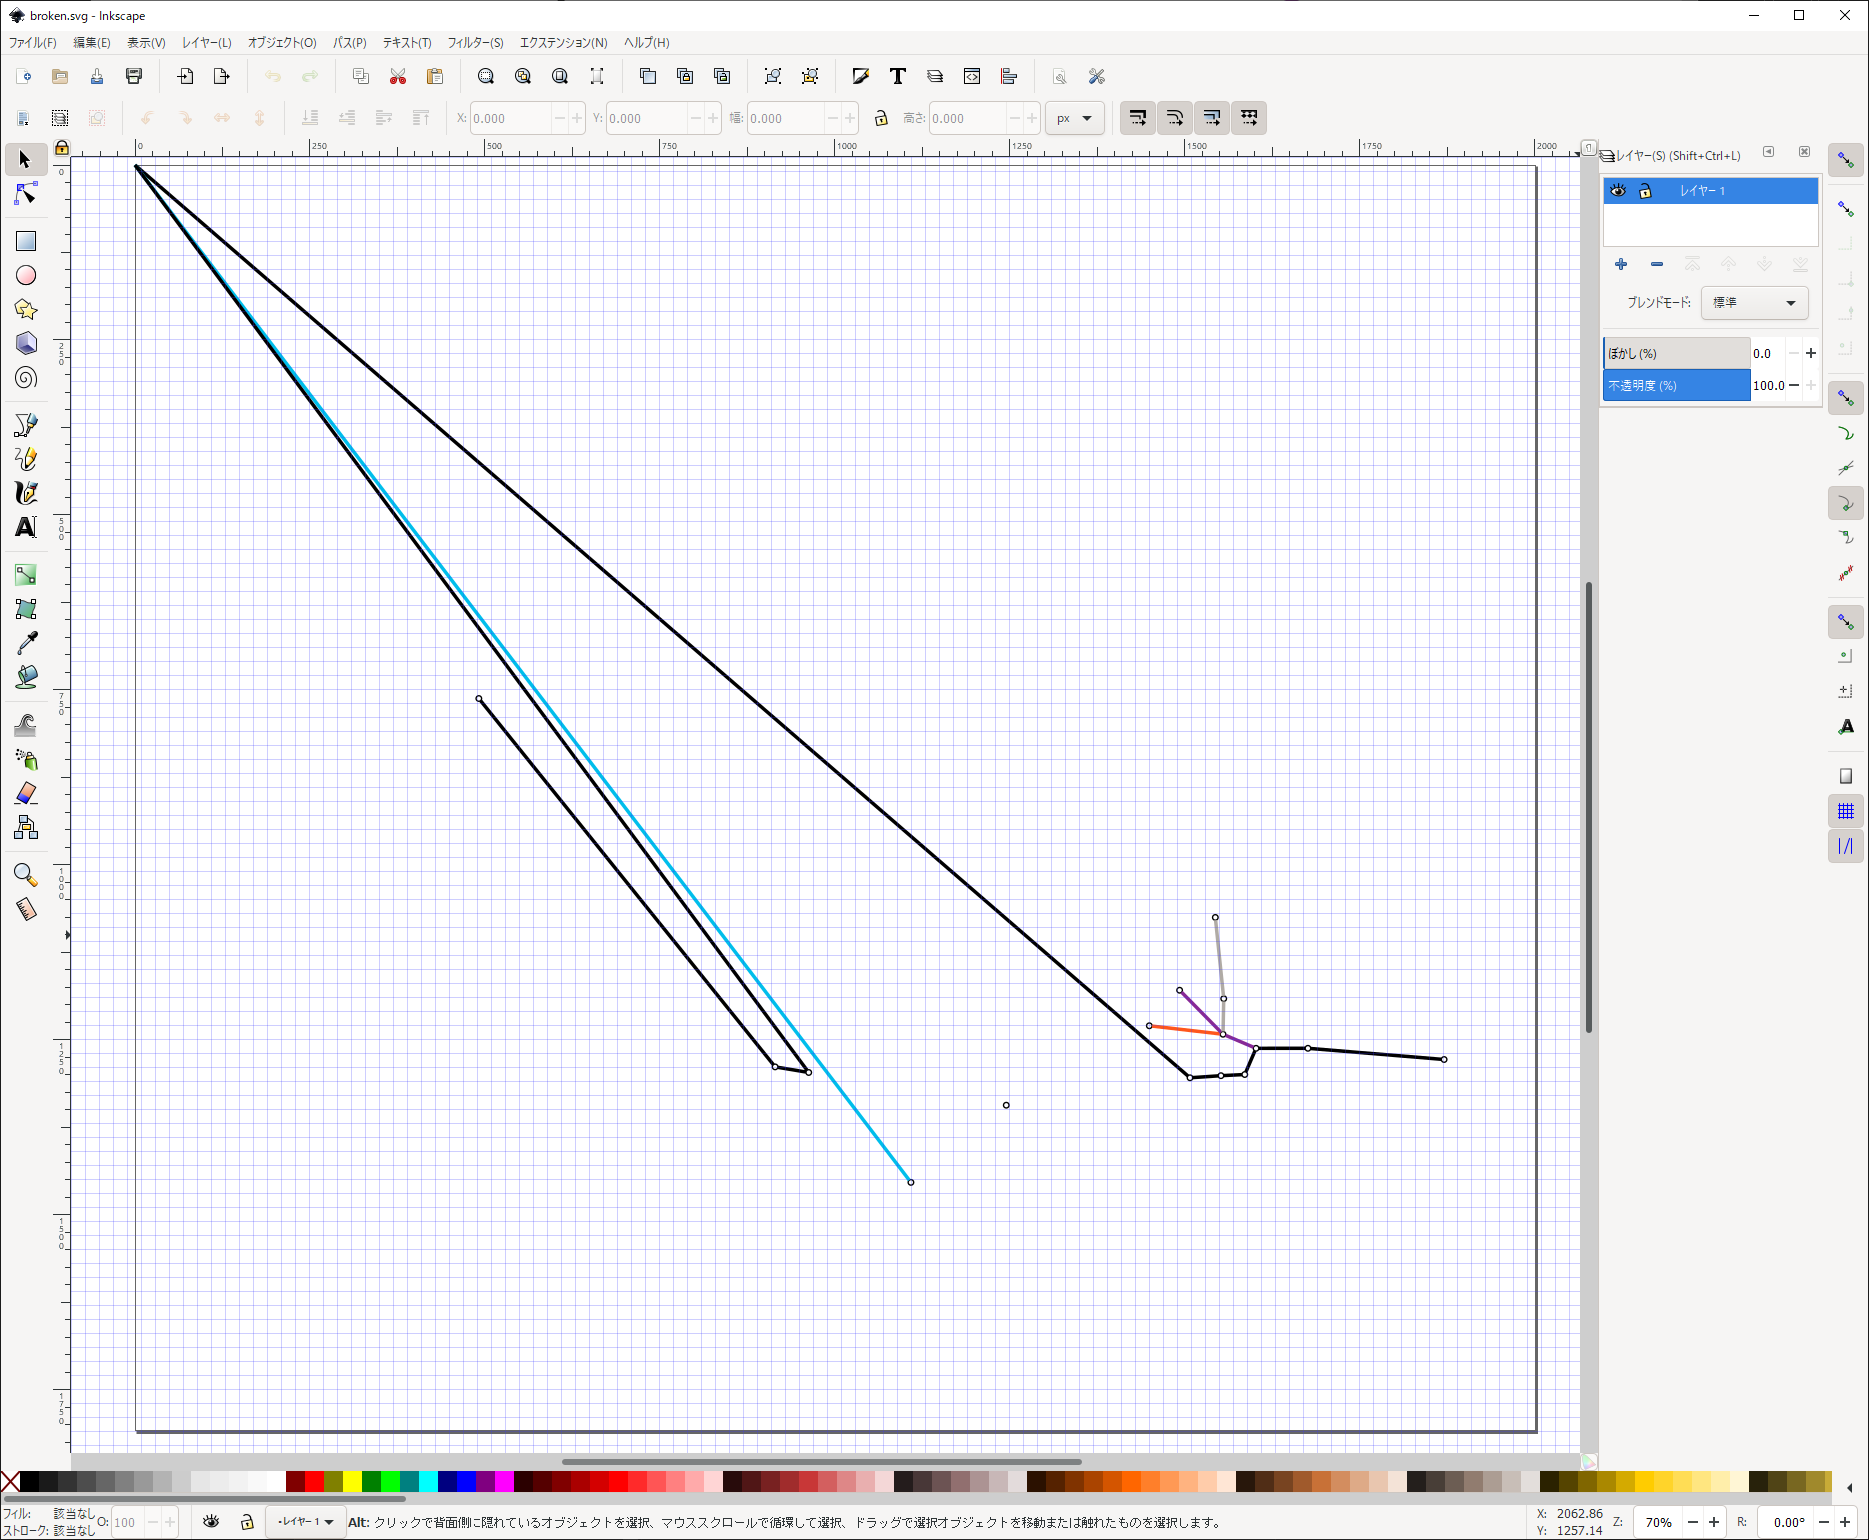 broken.svg - Inkscape
ファイル(F) 編集(E) 表示(V) レイヤー(L) オブジェクト(O) パス(P) テキスト(T) フィルター(S) エクステンション(N) ヘルプ(H)
X: 0.000 Y: 0.000 幅: 0.000 高さ: 0.000 px
0 250 500 750 1000 1250 1500 1750 2000
レイヤー(S) (Shift+Ctrl+L)
0
レイヤー 1
ブレンドモード: 標準
250
ぼかし (%) 0.0
不透明度 (%) 100.0
500
750
1000
1250
1500
1750
フィル: 該当なし O: 100
ストローク: 該当なし
•レイヤー 1
Alt: クリックで背面側に隠れているオブジェクトを選択、マウススクロールで循環して選択、ドラッグで選択オブジェクトを移動または触れたものを選択します。
X: 2062.86
Y: 1257.14
Z: 70% R: 0.00°